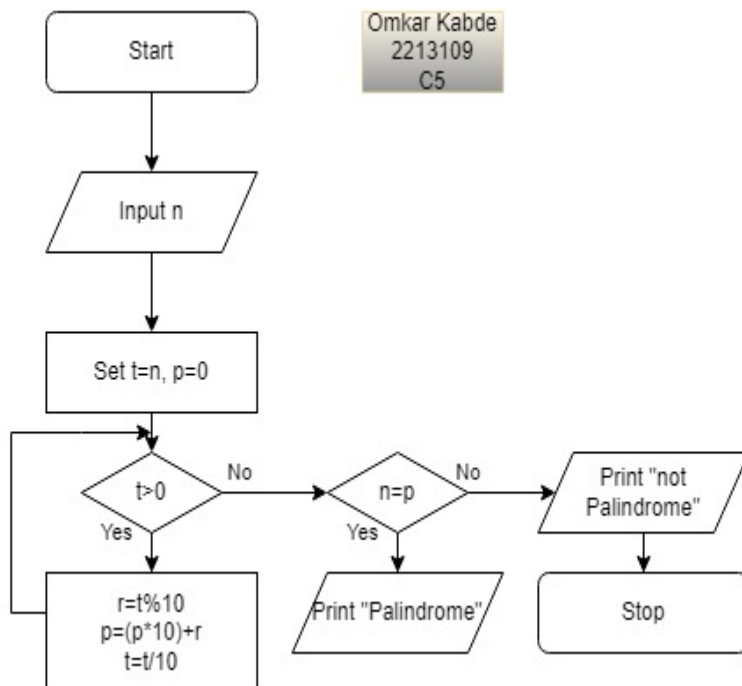 Start
Omkar Kabde
2213109
C5
Input n
Set t=n, p=0
t>0
No
Yes
n=p
No
Yes
Print "not
Palindrome"
r=t%10
p=(p*10)+r
t=t/10
Print "Palindrome"
Stop